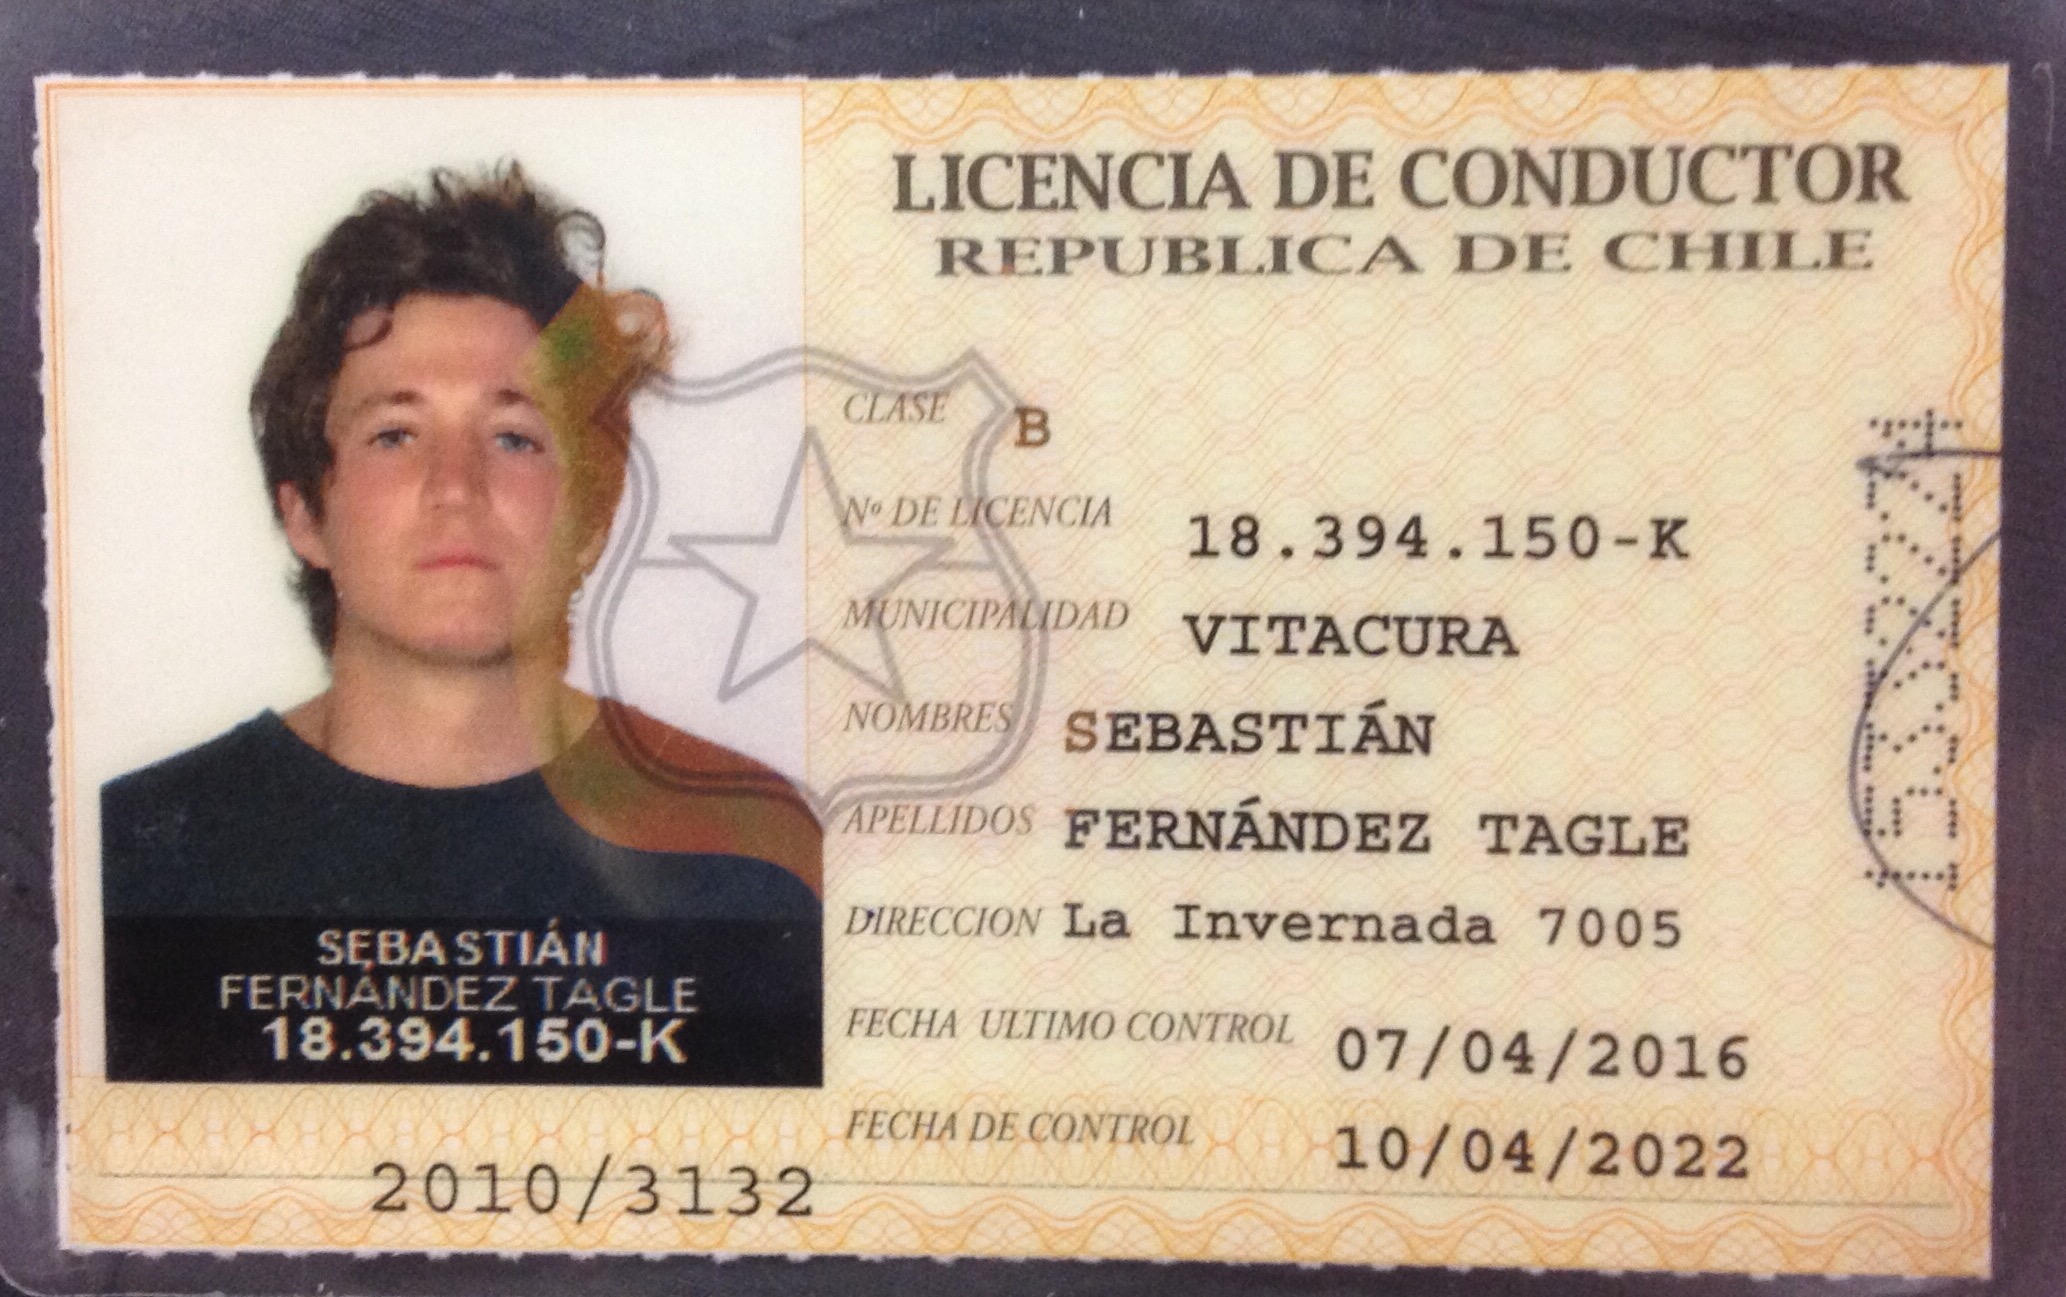 LICENCIA DE CONDUCTOR
REPUBLICA DE CHILE
CLASE B
Nº DE LICENCIA 18.394.150-K
MUNICIPALIDAD VITACURA
NOMBRES SEBASTIÁN
APELLIDOS FERNÁNDEZ TAGLE
DIRECCION La Invernada 7005
FECHA ULTIMO CONTROL 07/04/2016
FECHA DE CONTROL 10/04/2022
SEBASTIÁN
FERNÁNDEZ TAGLE
18.394.150-K
2010/3132